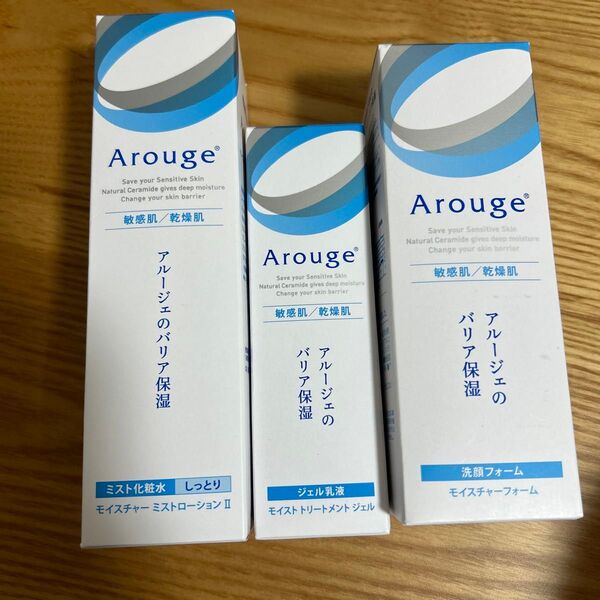 Arouge®
Save your Sensitive Skin
Natural Ceramide gives deep moisture
Change your skin barrier
敏感肌／乾燥肌
アルージェのバリア保湿
ミスト化粧水 しっとり
モイスチャー ミストローション Ⅱ
Arouge®
Save your Sensitive Skin
Natural Ceramide gives deep moisture
Change your skin barrier
敏感肌／乾燥肌
アルージェの
バリア保湿
ジェル乳液
モイスト トリートメント ジェル
Arouge®
Save your Sensitive Skin
Natural Ceramide gives deep moisture
Change your skin barrier
敏感肌／乾燥肌
アルージェの
バリア保湿
洗顔フォーム
モイスチャーフォーム